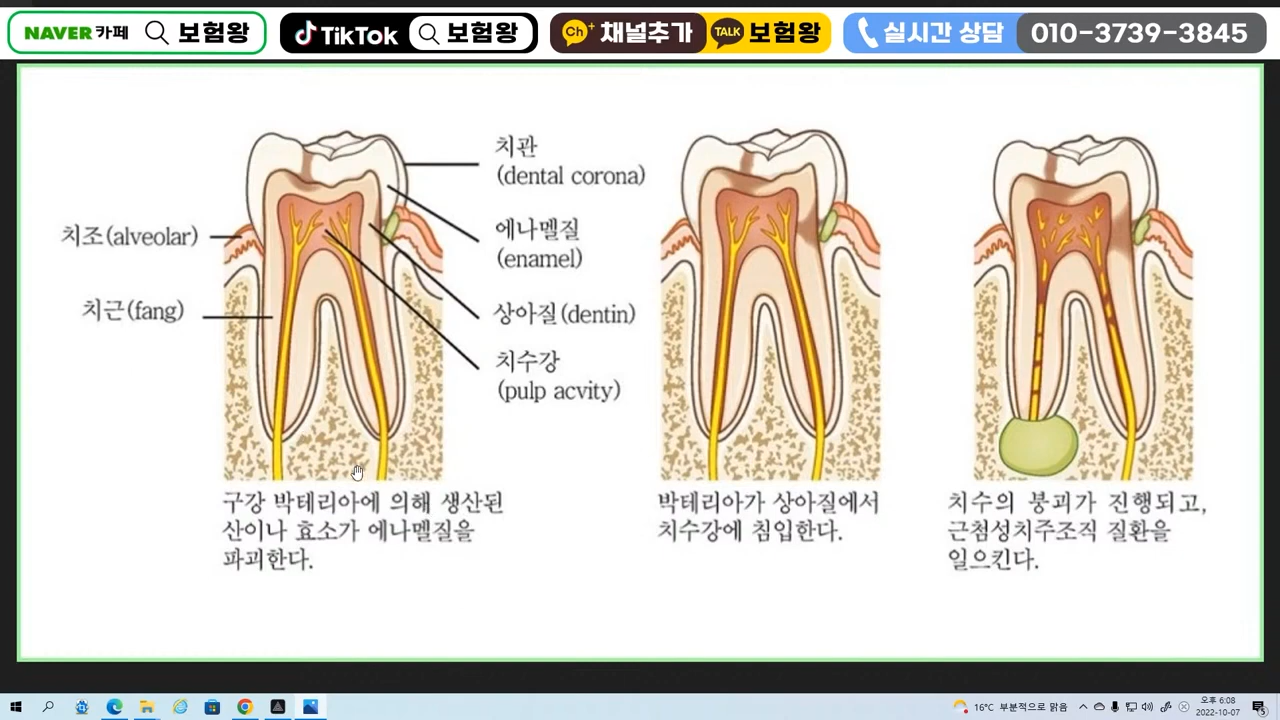 NAVER 카페 보험왕
TikTok 보험왕
Ch+ 채널추가 TALK 보험왕
실시간 상담 010-3739-3845
치관
(dental corona)
에나멜질
(enamel)
상아질(dentin)
치수강
(pulp acvity)
치조(alveolar)
치근(fang)
구강 박테리아에 의해 생산된
산이나 효소가 에나멜질을
파괴한다.
박테리아가 상아질에서
치수강에 침입한다.
치수의 붕괴가 진행되고,
근첨성치주조직 질환을
일으킨다.
16°C 부분적으로 맑음
오후 6:08
2022-10-07
5